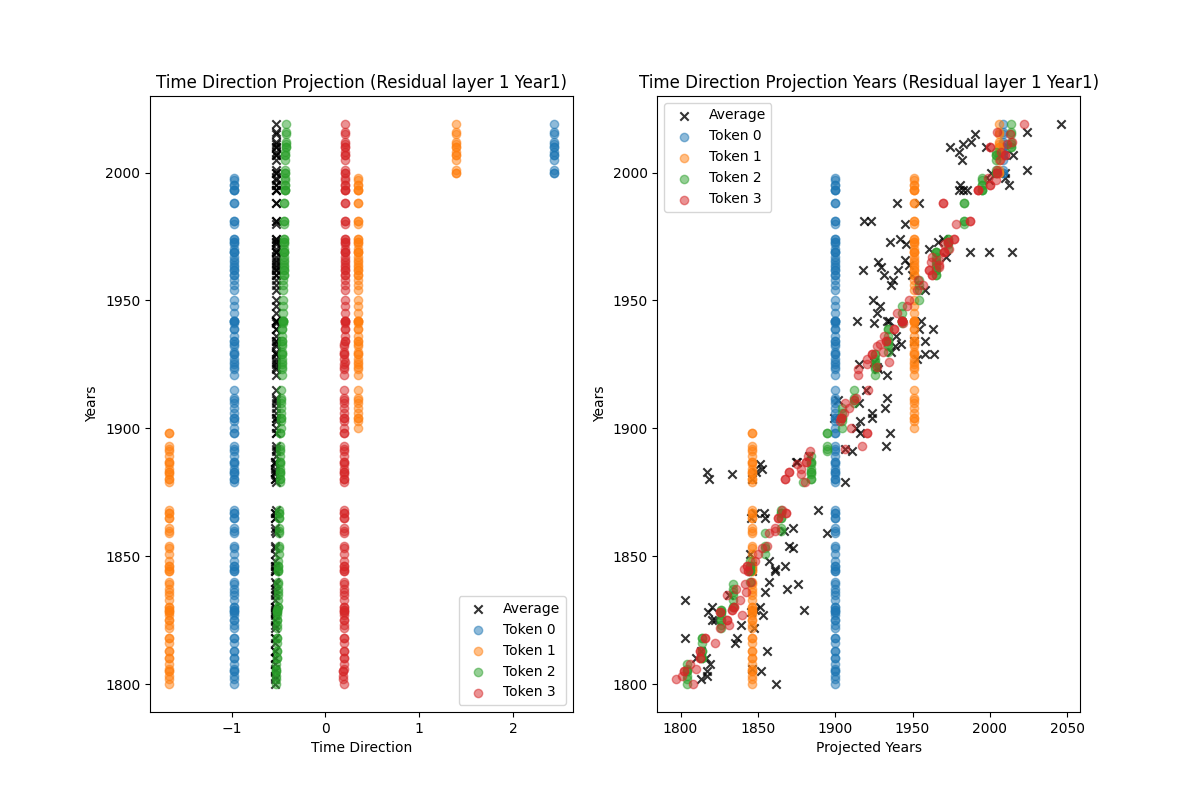 Time Direction Projection (Residual layer 1 Year1)
Years
2000
1950
1900
1850
1800
−1
0
1
2
Time Direction
Average
Token 0
Token 1
Token 2
Token 3
Time Direction Projection Years (Residual layer 1 Year1)
Average
Token 0
Token 1
Token 2
Token 3
Years
2000
1950
1900
1850
1800
1800
1850
1900
1950
2000
2050
Projected Years